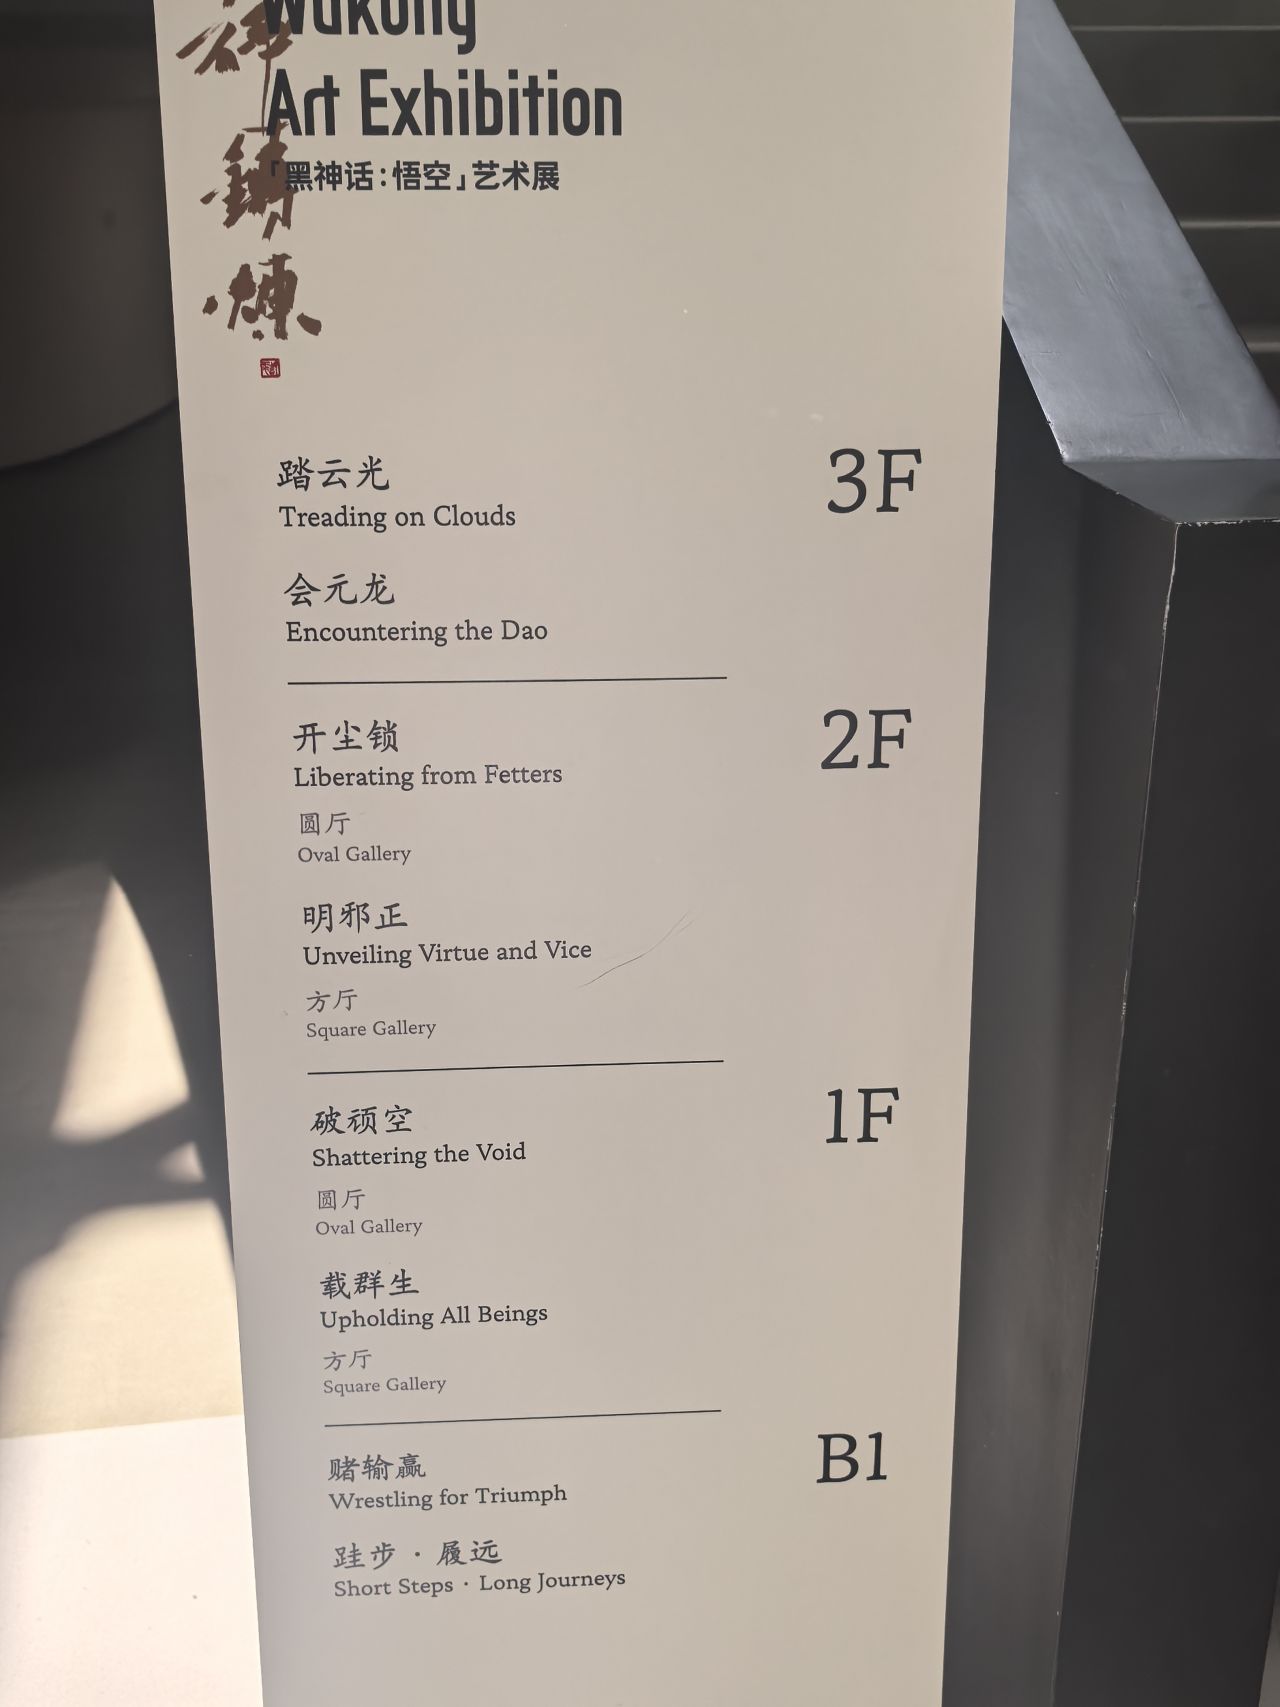 Wukong
Art Exhibition
「黑神话:悟空」艺术展
鑄
煉
踏云光
Treading on Clouds
3F
会元龙
Encountering the Dao
开尘锁
Liberating from Fetters
2F
圆厅
Oval Gallery
明邪正
Unveiling Virtue and Vice
方厅
Square Gallery
破顽空
Shattering the Void
1F
圆厅
Oval Gallery
载群生
Upholding All Beings
方厅
Square Gallery
赌输赢
Wrestling for Triumph
B1
跬步 · 履远
Short Steps · Long Journeys